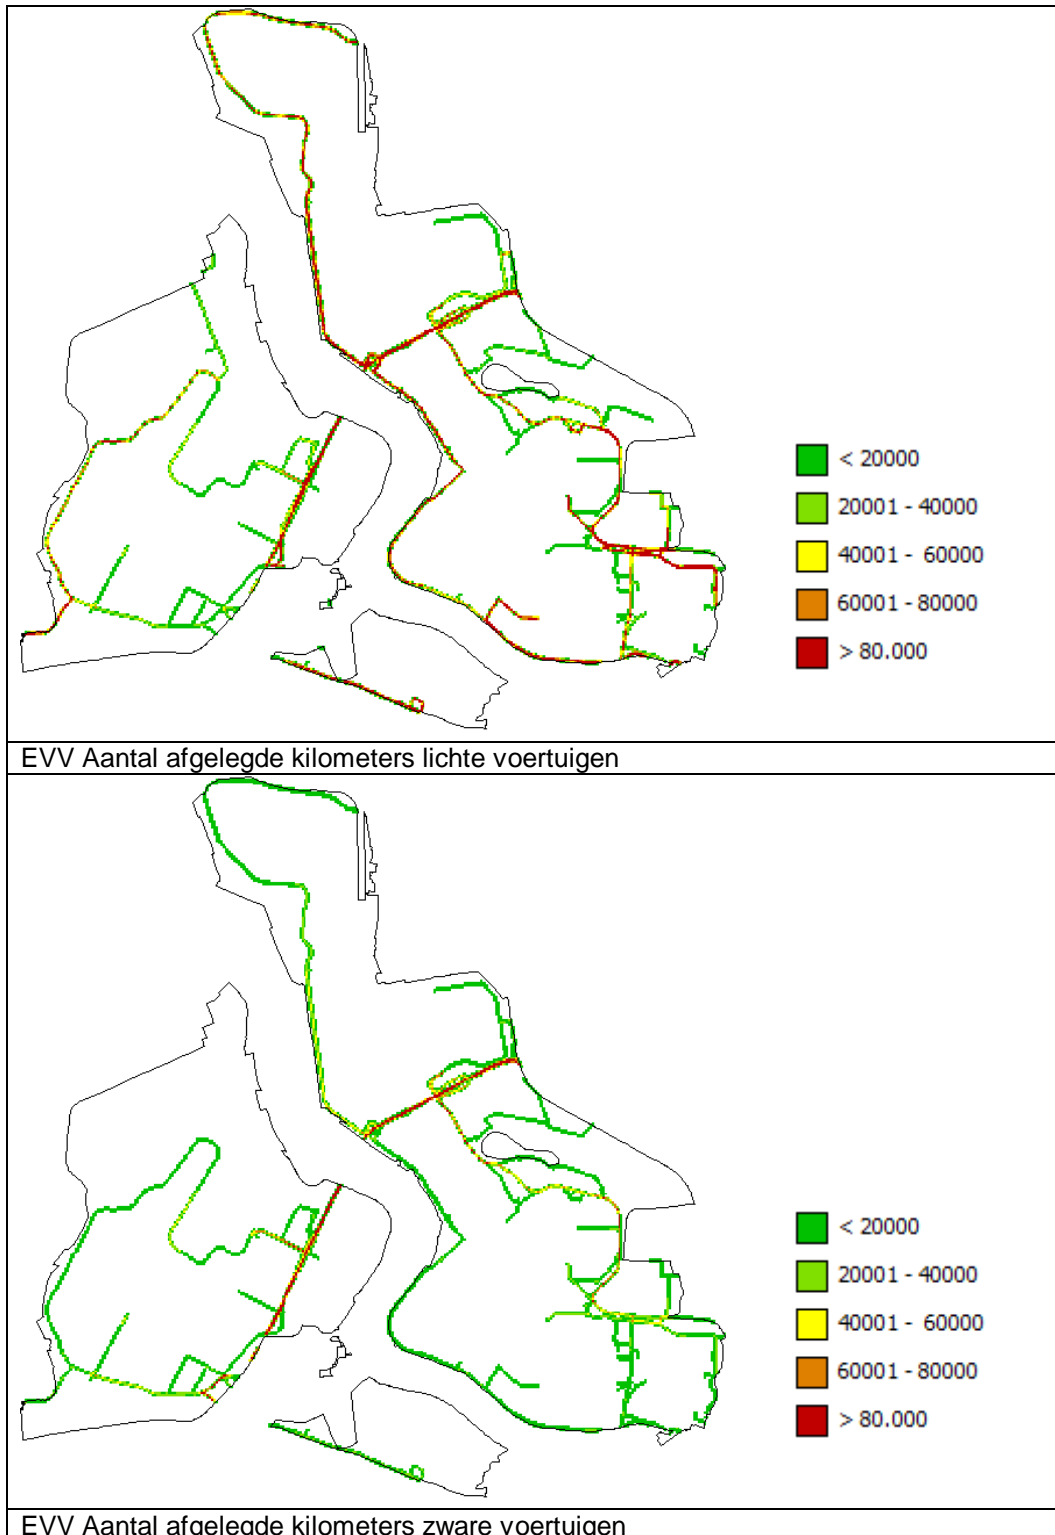 < 20000
20001 - 40000
40001 - 60000
60001 - 80000
> 80.000
EVV Aantal afgelegde kilometers lichte voertuigen
< 20000
20001 - 40000
40001 - 60000
60001 - 80000
> 80.000
EVV Aantal afgelegde kilometers zware voertuigen